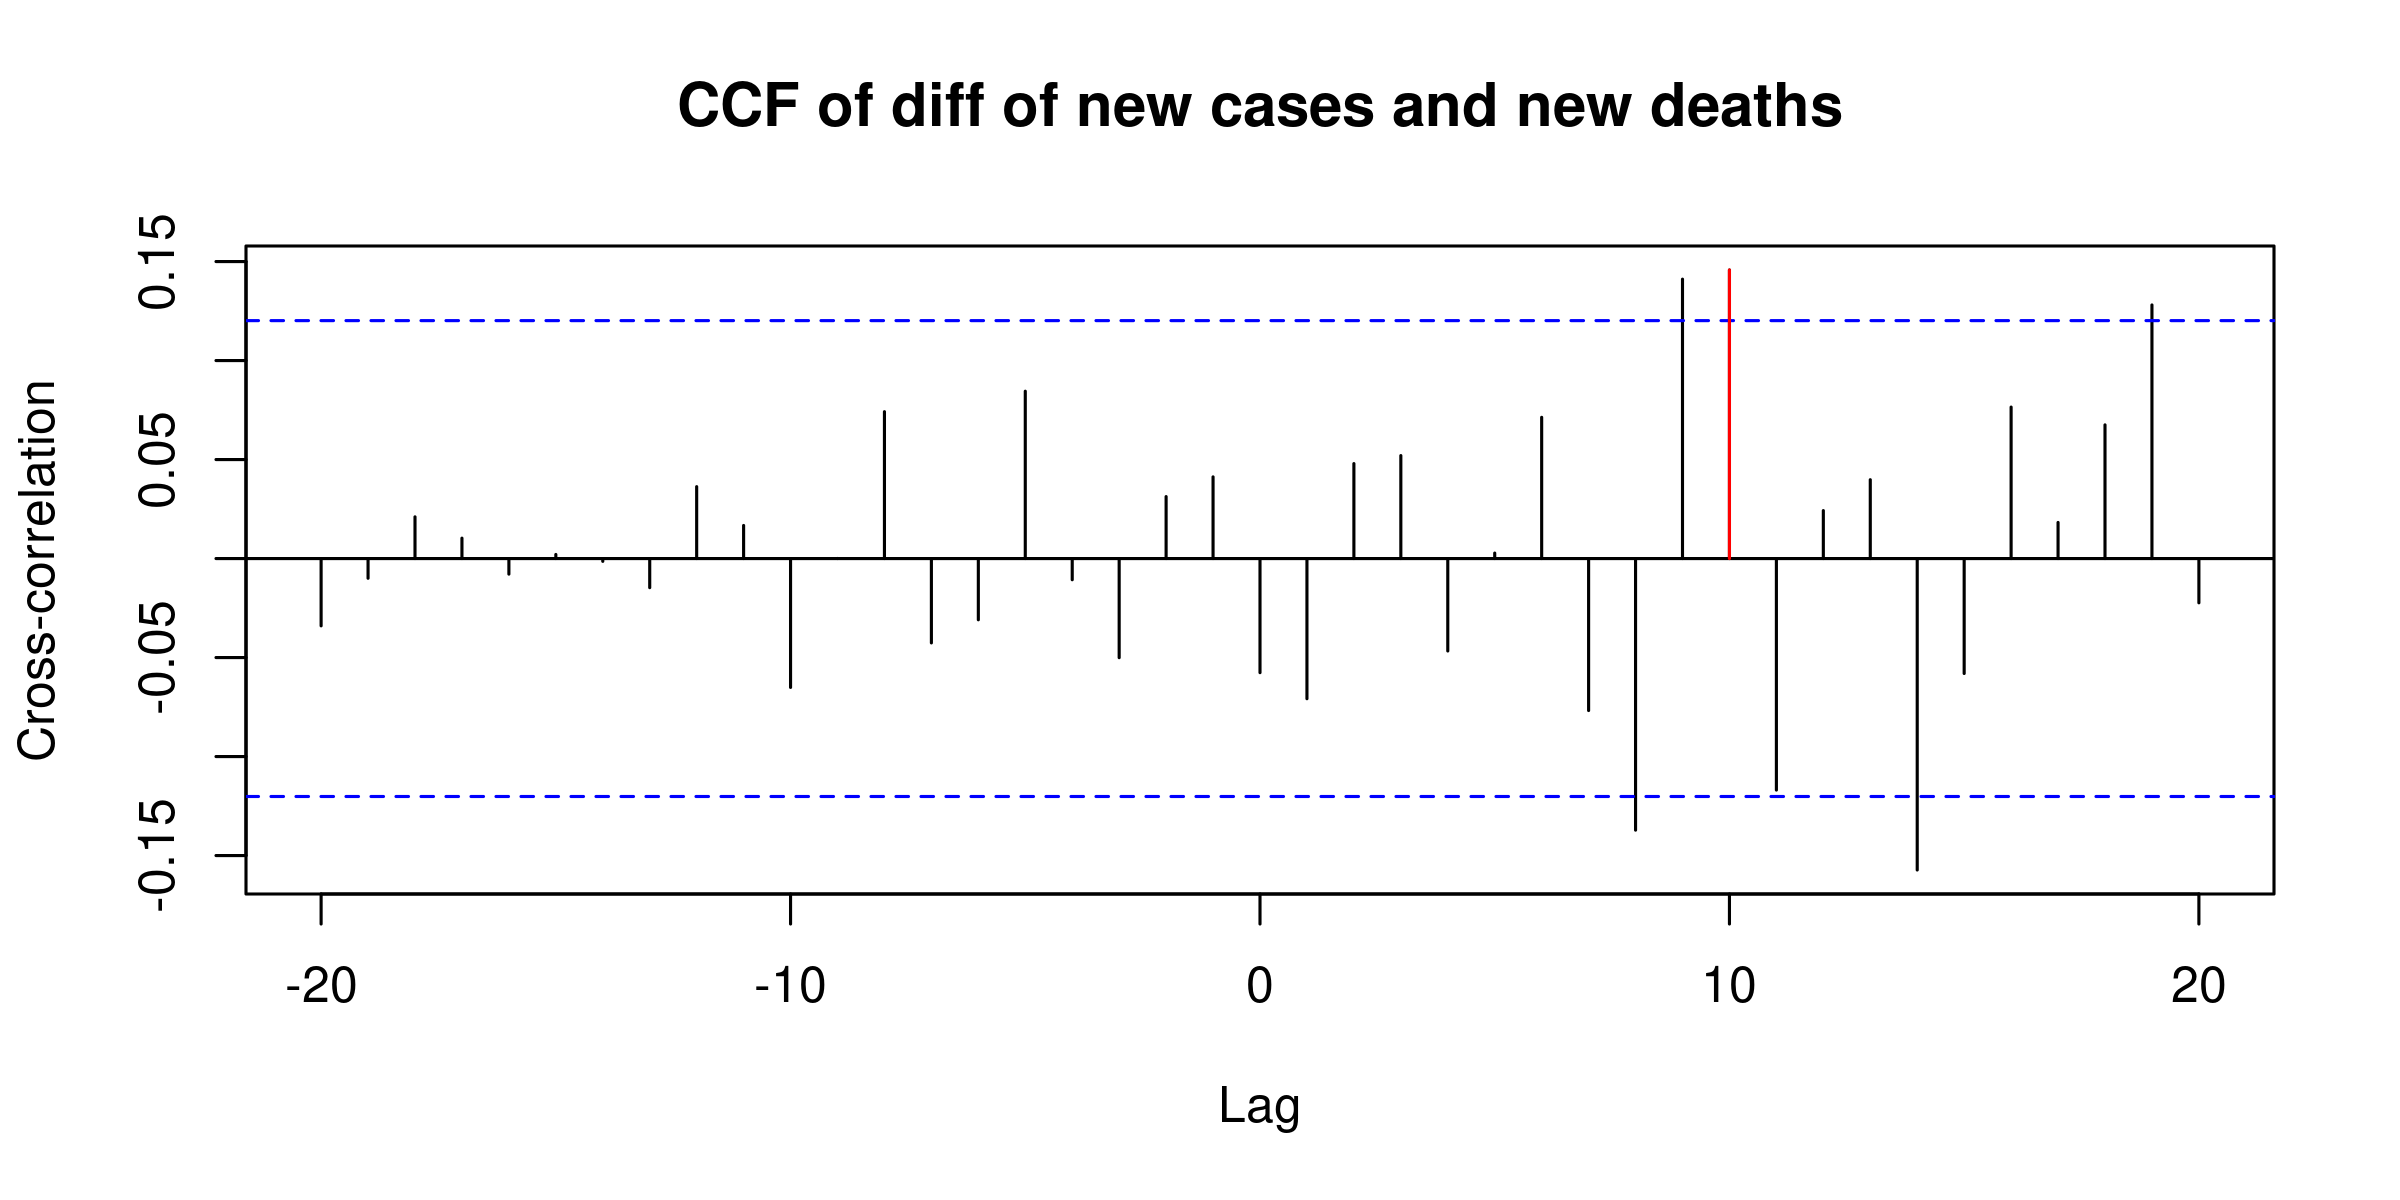 CCF of diff of new cases and new deaths
Cross-correlation
0.15
0.05
-0.05
-0.15
-20 -10 0 10 20
Lag